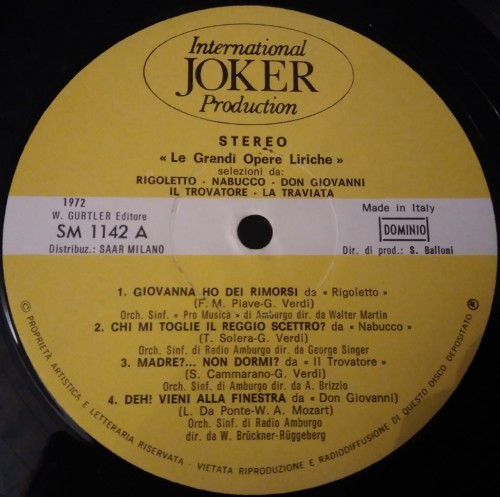 International
JOKER
Production
STEREO
« Le Grandi Opere Liriche »
selezioni da:
RIGOLETTO - NABUCCO - DON GIOVANNI
IL TROVATORE - LA TRAVIATA
1972
W. GURTLER Editore
SM 1142 A
Distribuz.: SAAR MILANO
Made in Italy
DOMINIO
Dir. di prod.: S. Balloni
1. GIOVANNA HO DEI RIMORSI da « Rigoletto »
(F. M. Piave-G. Verdi)
Orch. Sinf. « Pro Musica » di Amburgo dir. da Walter Martin
2. CHI MI TOGLIE IL REGGIO SCETTRO? da « Nabucco »
(T. Solera-G. Verdi)
Orch. Sinf. di Radio Amburgo dir. da George Singer
3. MADRE?... NON DORMI? da « Il Trovatore »
(S. Cammarano-G. Verdi)
Orch. Sinf. di Amburgo dir. da A. Brizzio
4. DEH! VIENI ALLA FINESTRA da « Don Giovanni »
(L. Da Ponte-W. A. Mozart)
Orch. Sinf. di Radio Amburgo
dir. da W. Brückner-Rüggeberg
© PROPRIETÀ ARTISTICA E LETTERARIA RISERVATA - VIETATA RIPRODUZIONE E RADIODIFFUSIONE DI QUESTO DISCO DEPOSITATO ®